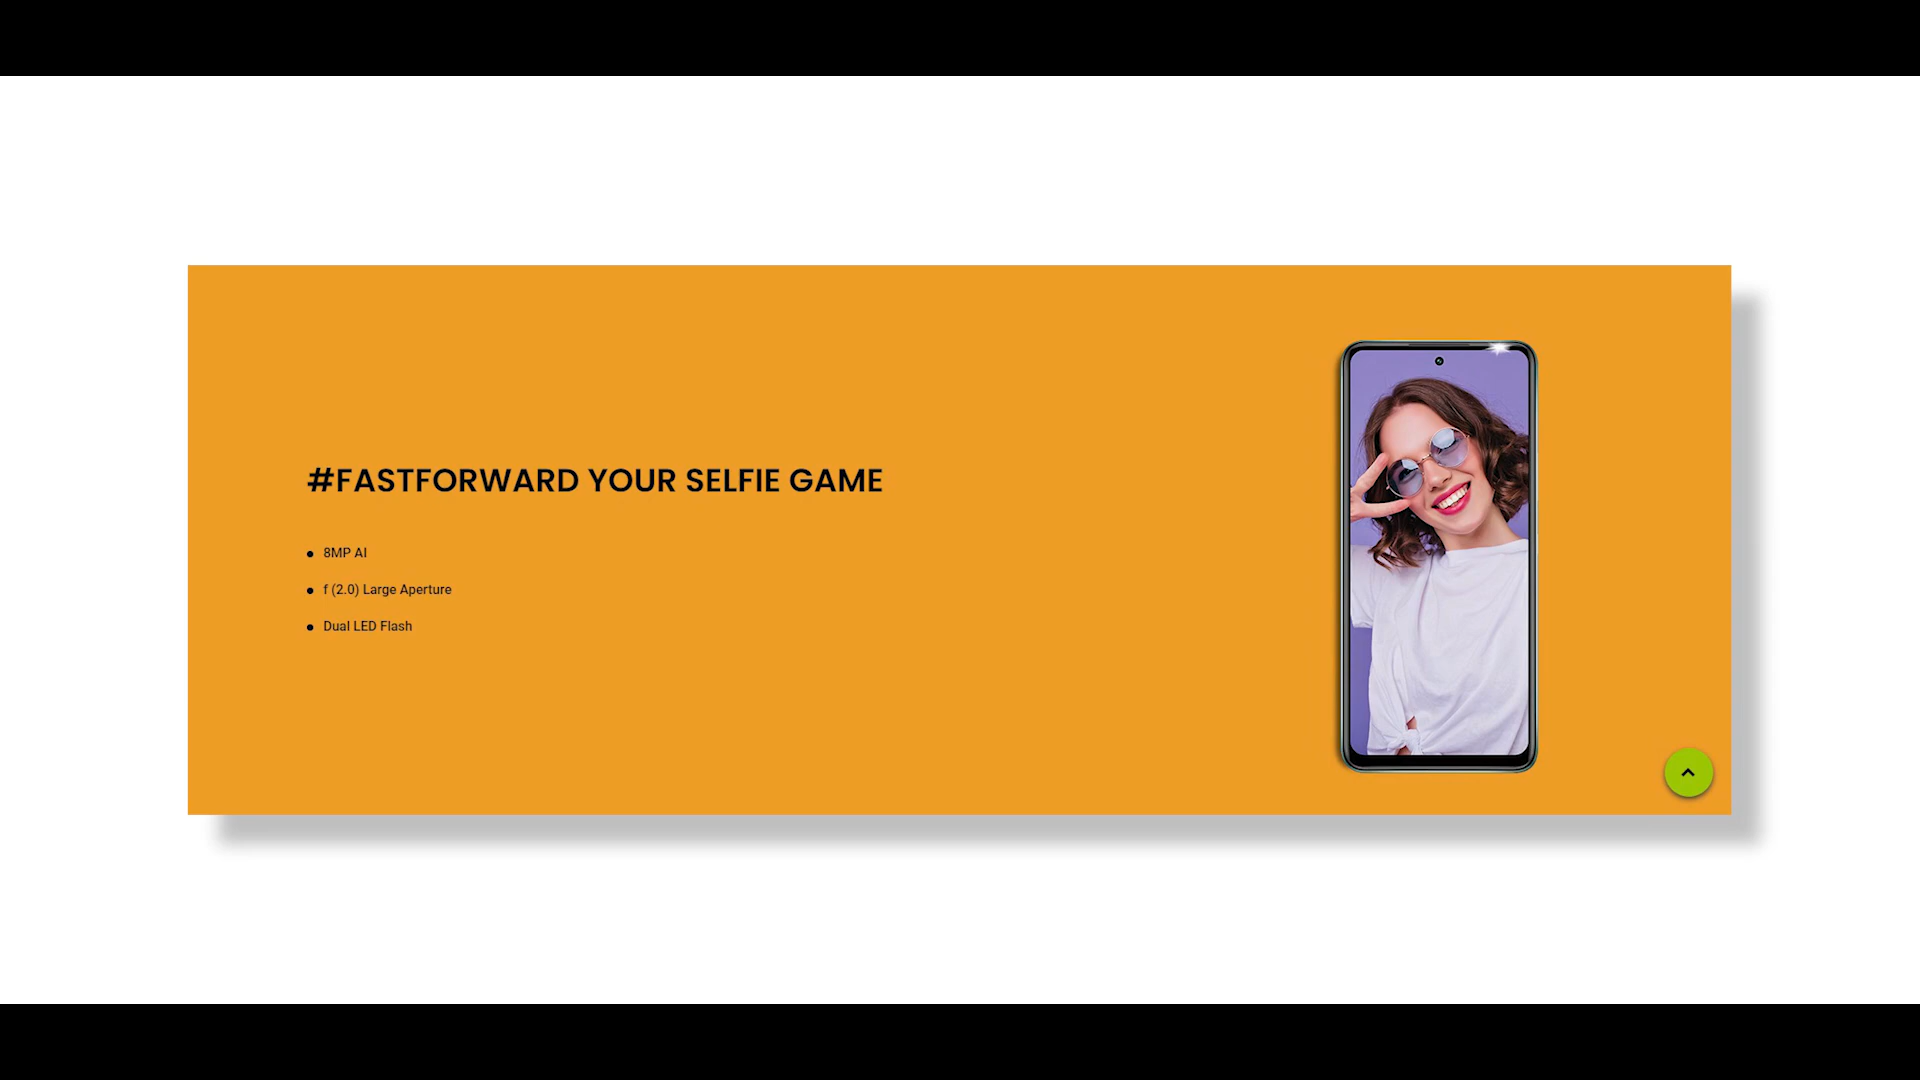 #FASTFORWARD YOUR SELFIE GAME
8MP AI
f (2.0) Large Aperture
Dual LED Flash